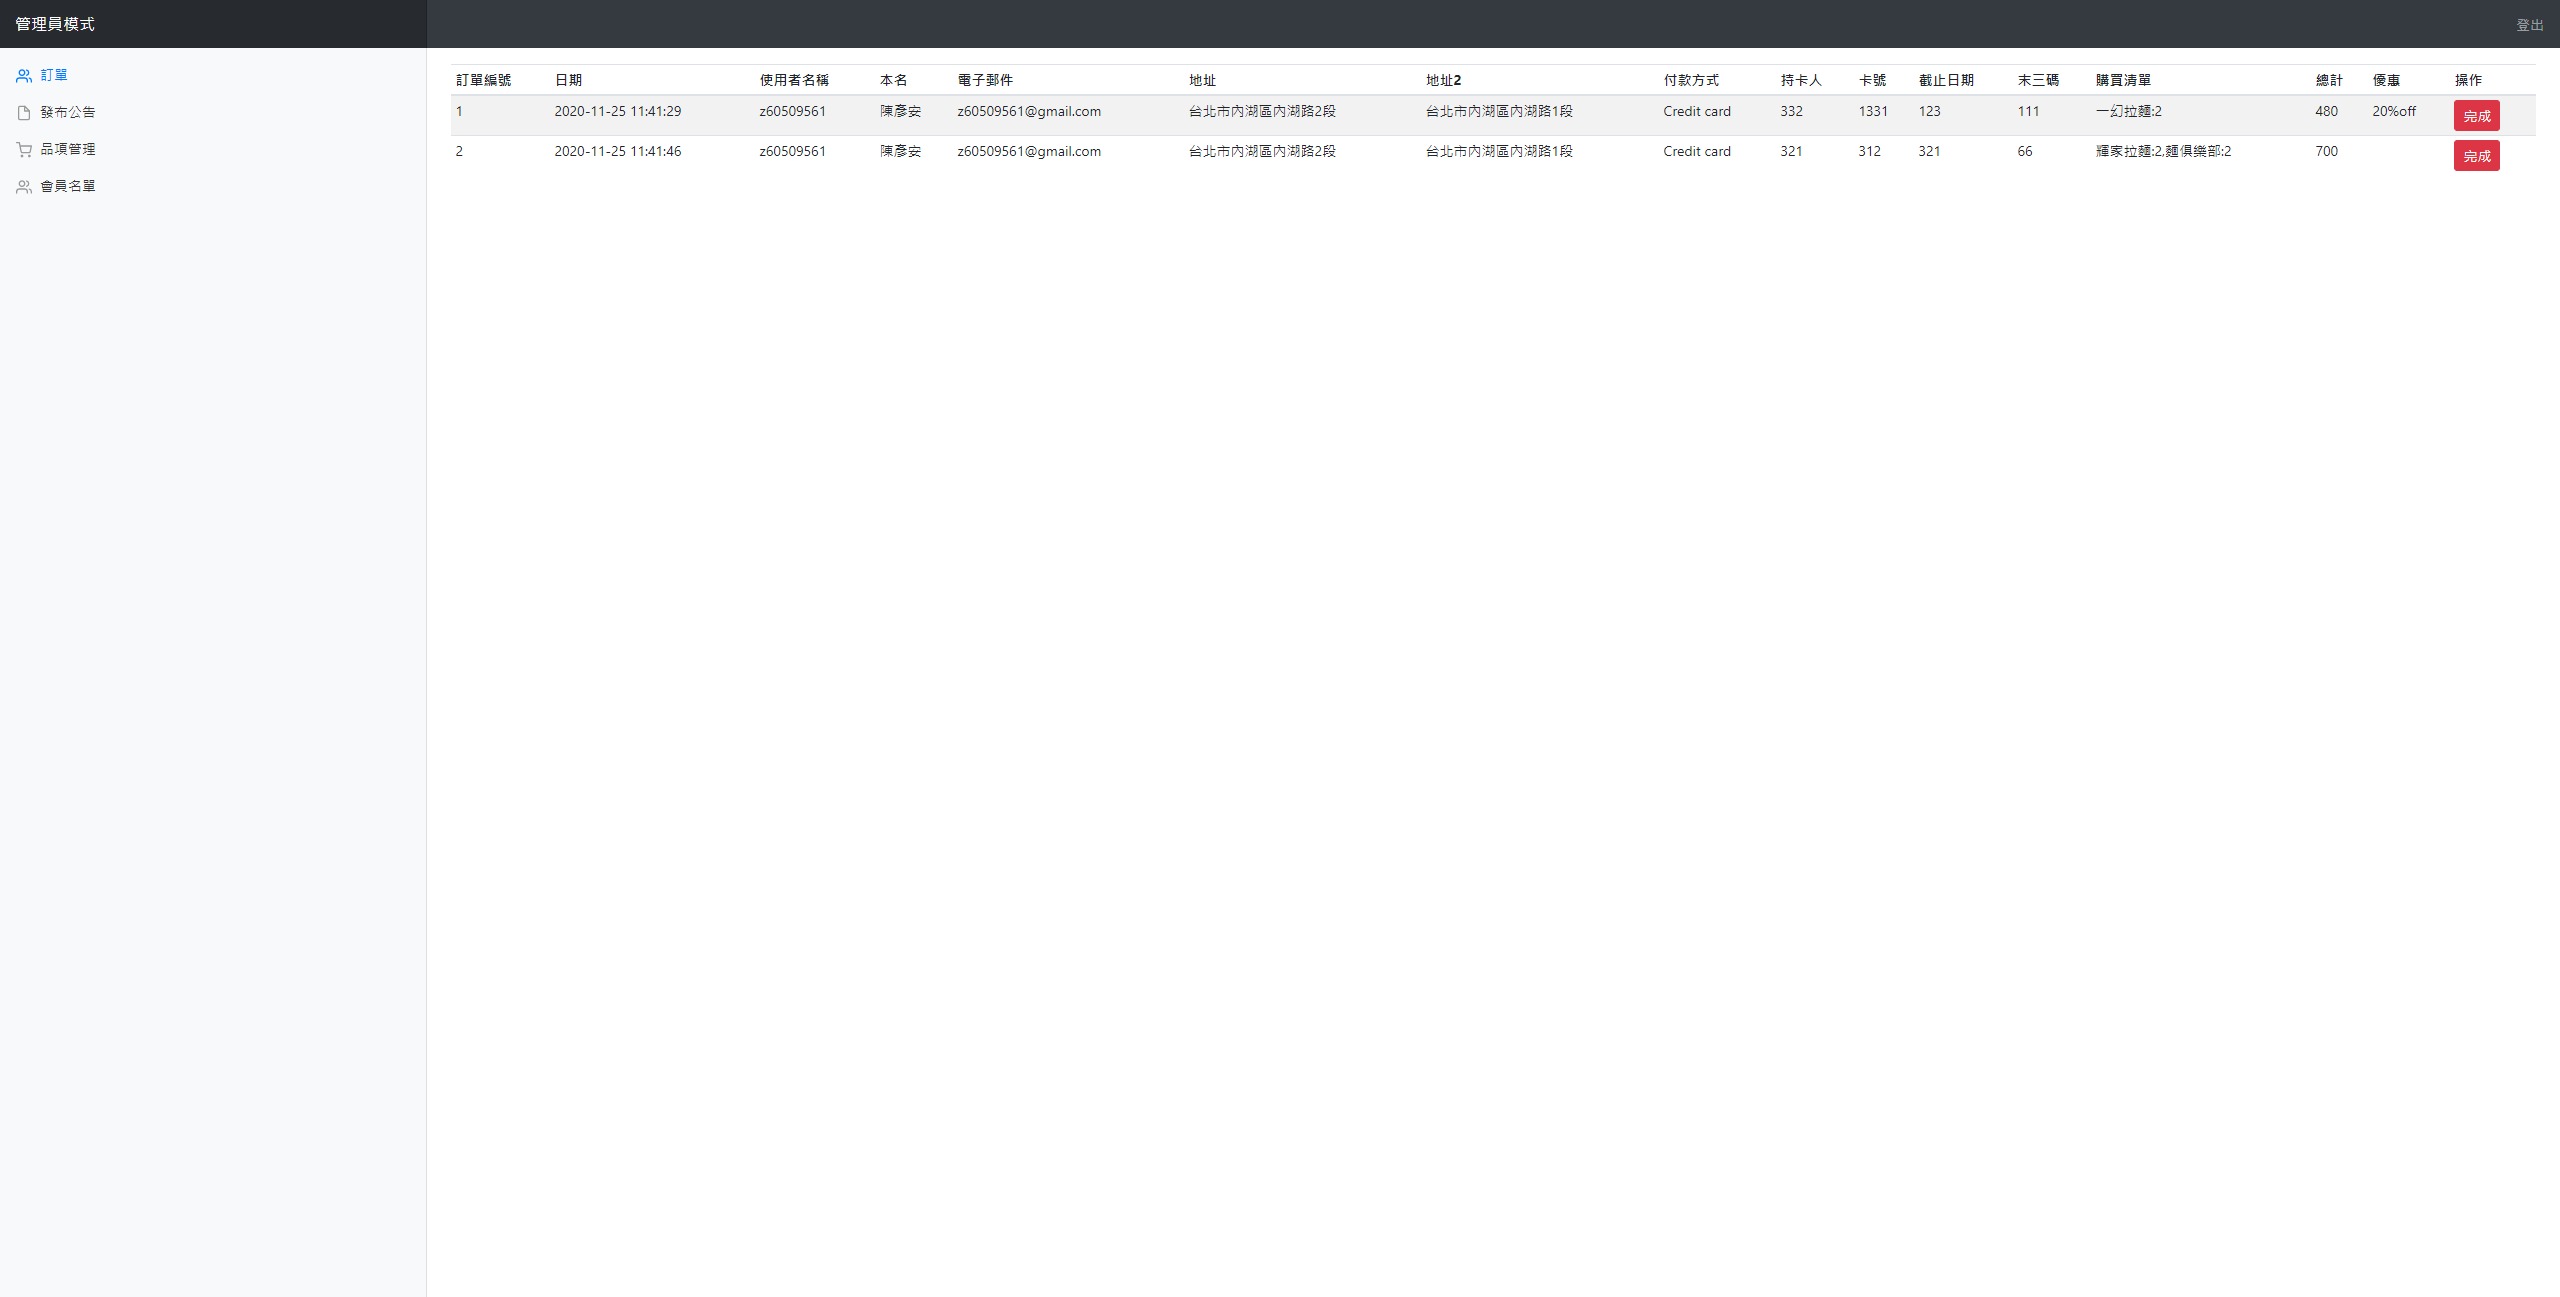 管理員模式
登出
訂單
發布公告
品項管理
會員名單
訂單編號 日期 使用者名稱 本名 電子郵件 地址 地址2 付款方式 持卡人 卡號 截止日期 末三碼 購買清單 總計 優惠 操作
1 2020-11-25 11:41:29 z60509561 陳彥安 z60509561@gmail.com 台北市內湖區內湖路2段 台北市內湖區內湖路1段 Credit card 332 1331 123 111 一幻拉麵:2 480 20%off 完成
2 2020-11-25 11:41:46 z60509561 陳彥安 z60509561@gmail.com 台北市內湖區內湖路2段 台北市內湖區內湖路1段 Credit card 321 312 321 66 輝家拉麵:2,麵俱樂部:2 700 完成